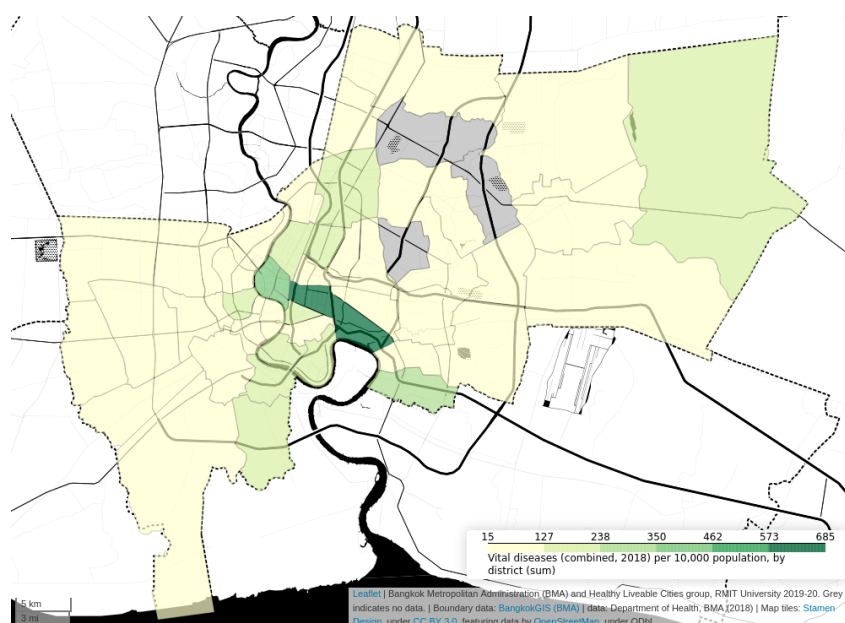 15 127 238 350 462 573 685
Vital diseases (combined, 2018) per 10,000 population, by
district (sum)
5 km
3 mi
Leaflet | Bangkok Metropolitan Administration (BMA) and Healthy Liveable Cities group, RMIT University 2019-20. Grey
indicates no data. | Boundary data: BangkokGIS (BMA) | data: Department of Health, BMA (2018) | Map tiles: Stamen
Design, under CC BY 3.0, featuring data by OpenStreetMap, under ODbL